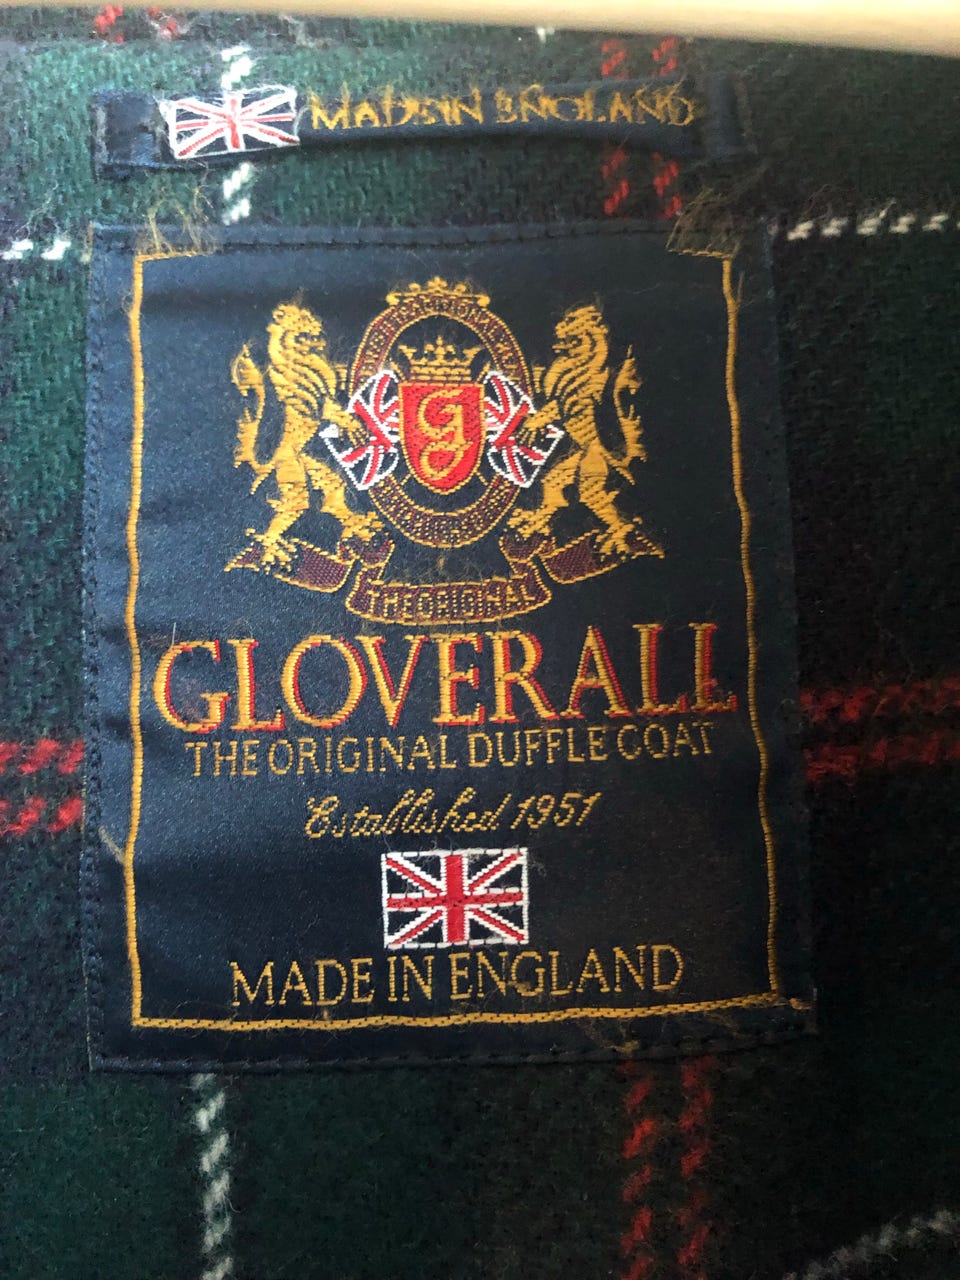 MADE IN ENGLAND
G
THE ORIGINAL
GLOVERALL
THE ORIGINAL DUFFLE COAT
Established 1951
MADE IN ENGLAND